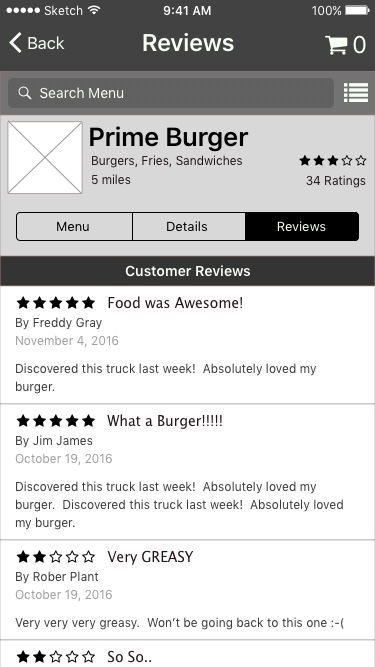 Sketch 9:41 AM 100%
Back Reviews 0
Search Menu
Prime Burger
Burgers, Fries, Sandwiches
5 miles 34 Ratings
Menu Details Reviews
Customer Reviews
Food was Awesome!
By Freddy Gray
November 4, 2016
Discovered this truck last week!  Absolutely loved my
burger.
What a Burger!!!!!
By Jim James
October 19, 2016
Discovered this truck last week!  Absolutely loved my
burger.  Discovered this truck last week!  Absolutely loved
my burger.
Very GREASY
By Rober Plant
October 19, 2016
Very very very greasy.  Won’t be going back to this one :-(
So So..